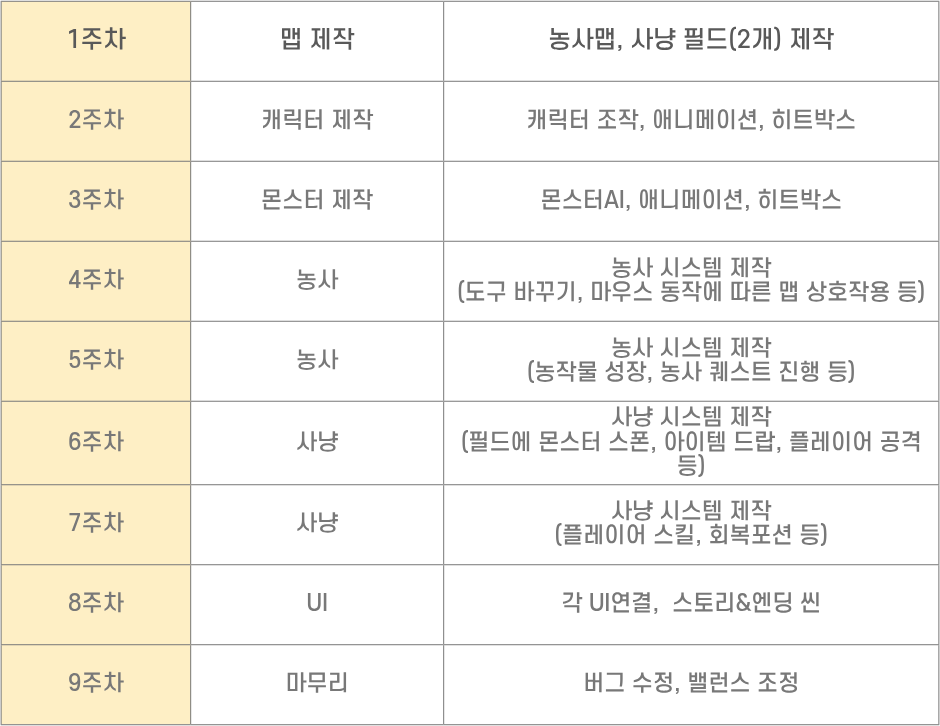 1주차 맵 제작 농사맵, 사냥 필드(2개) 제작
2주차 캐릭터 제작 캐릭터 조작, 애니메이션, 히트박스
3주차 몬스터 제작 몬스터AI, 애니메이션, 히트박스
4주차 농사 농사 시스템 제작
(도구 바꾸기, 마우스 동작에 따른 맵 상호작용 등)
5주차 농사 농사 시스템 제작
(농작물 성장, 농사 퀘스트 진행 등)
6주차 사냥 사냥 시스템 제작
(필드에 몬스터 스폰, 아이템 드랍, 플레이어 공격
등)
7주차 사냥 사냥 시스템 제작
(플레이어 스킬, 회복포션 등)
8주차 UI 각 UI연결,  스토리&엔딩 씬
9주차 마무리 버그 수정, 밸런스 조정